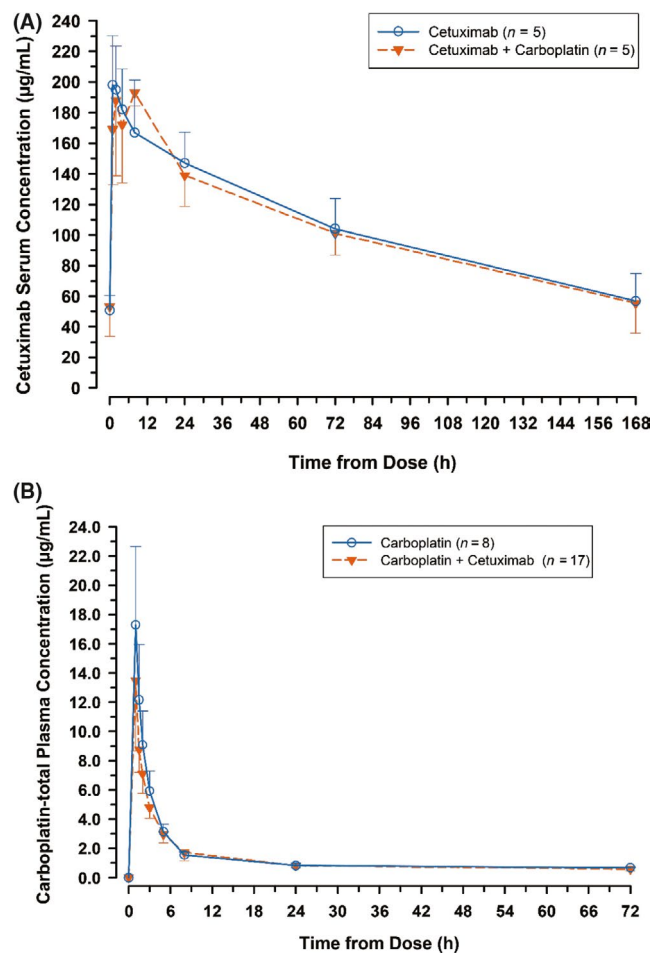 (A)
Cetuximab Serum Concentration (µg/mL)
240
220
200
180
160
140
120
100
80
60
40
20
0
Cetuximab (n = 5)
Cetuximab + Carboplatin (n = 5)
0 12 24 36 48 60 72 84 96 108 120 132 144 156 168
Time from Dose (h)
(B)
Carboplatin-total Plasma Concentration (µg/mL)
24.0
22.0
20.0
18.0
16.0
14.0
12.0
10.0
8.0
6.0
4.0
2.0
0.0
Carboplatin (n = 8)
Carboplatin + Cetuximab (n = 17)
0 6 12 18 24 30 36 42 48 54 60 66 72
Time from Dose (h)